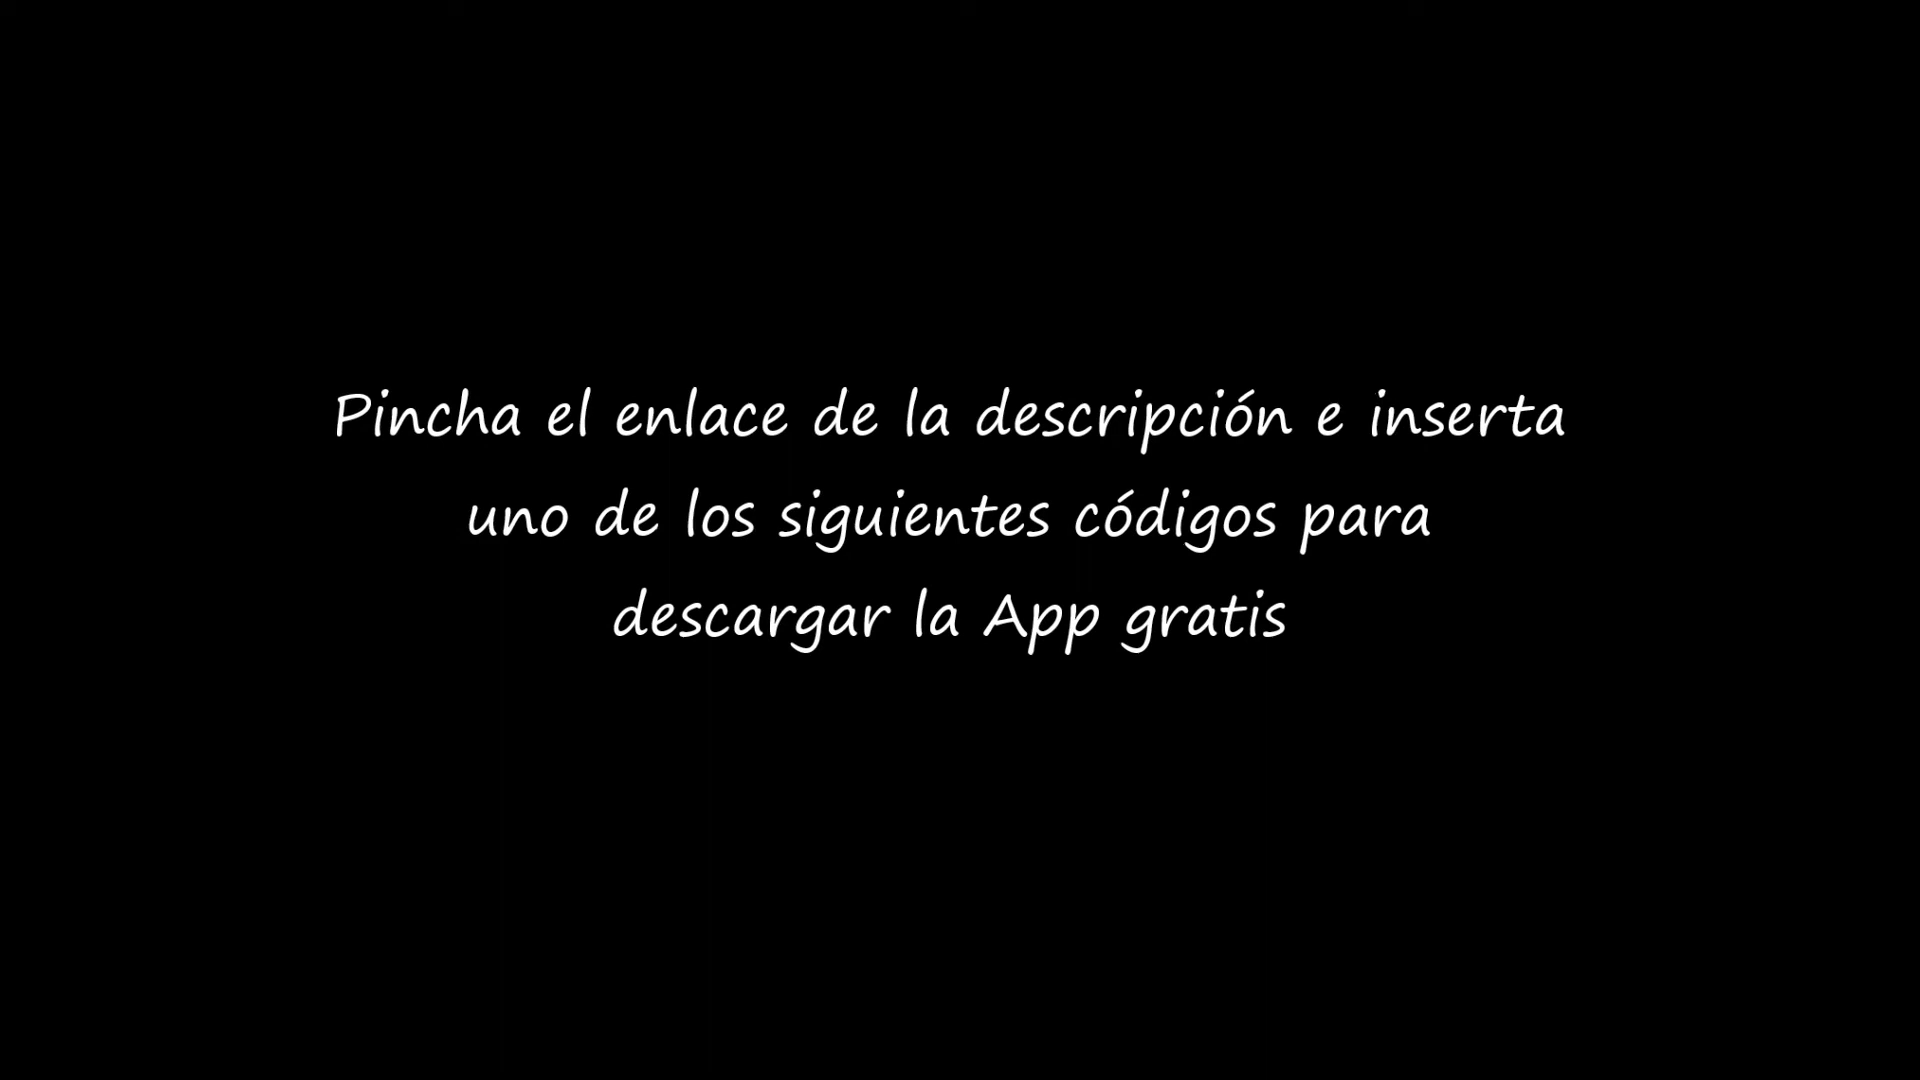 Pincha el enlace de la descripción e inserta
uno de los siguientes códigos para
descargar la App gratis